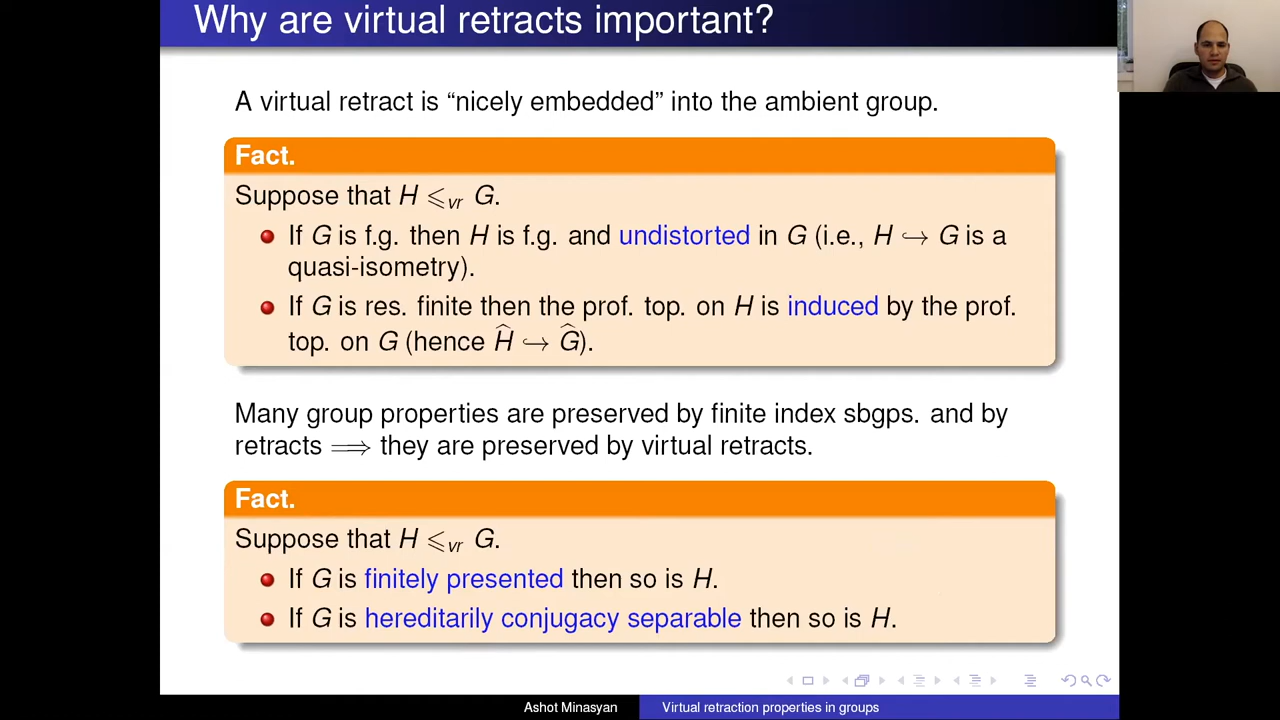 Why are virtual retracts important?
A virtual retract is “nicely embedded” into the ambient group.
Fact.
Suppose that H ⩽vr G.
If G is f.g. then H is f.g. and undistorted in G (i.e., H ↪ G is a
quasi-isometry).
If G is res. finite then the prof. top. on H is induced by the prof.
top. on G (hence Ĥ ↪ Ĝ).
Many group properties are preserved by finite index sbgps. and by
retracts ⟹ they are preserved by virtual retracts.
Fact.
Suppose that H ⩽vr G.
If G is finitely presented then so is H.
If G is hereditarily conjugacy separable then so is H.
Ashot Minasyan Virtual retraction properties in groups